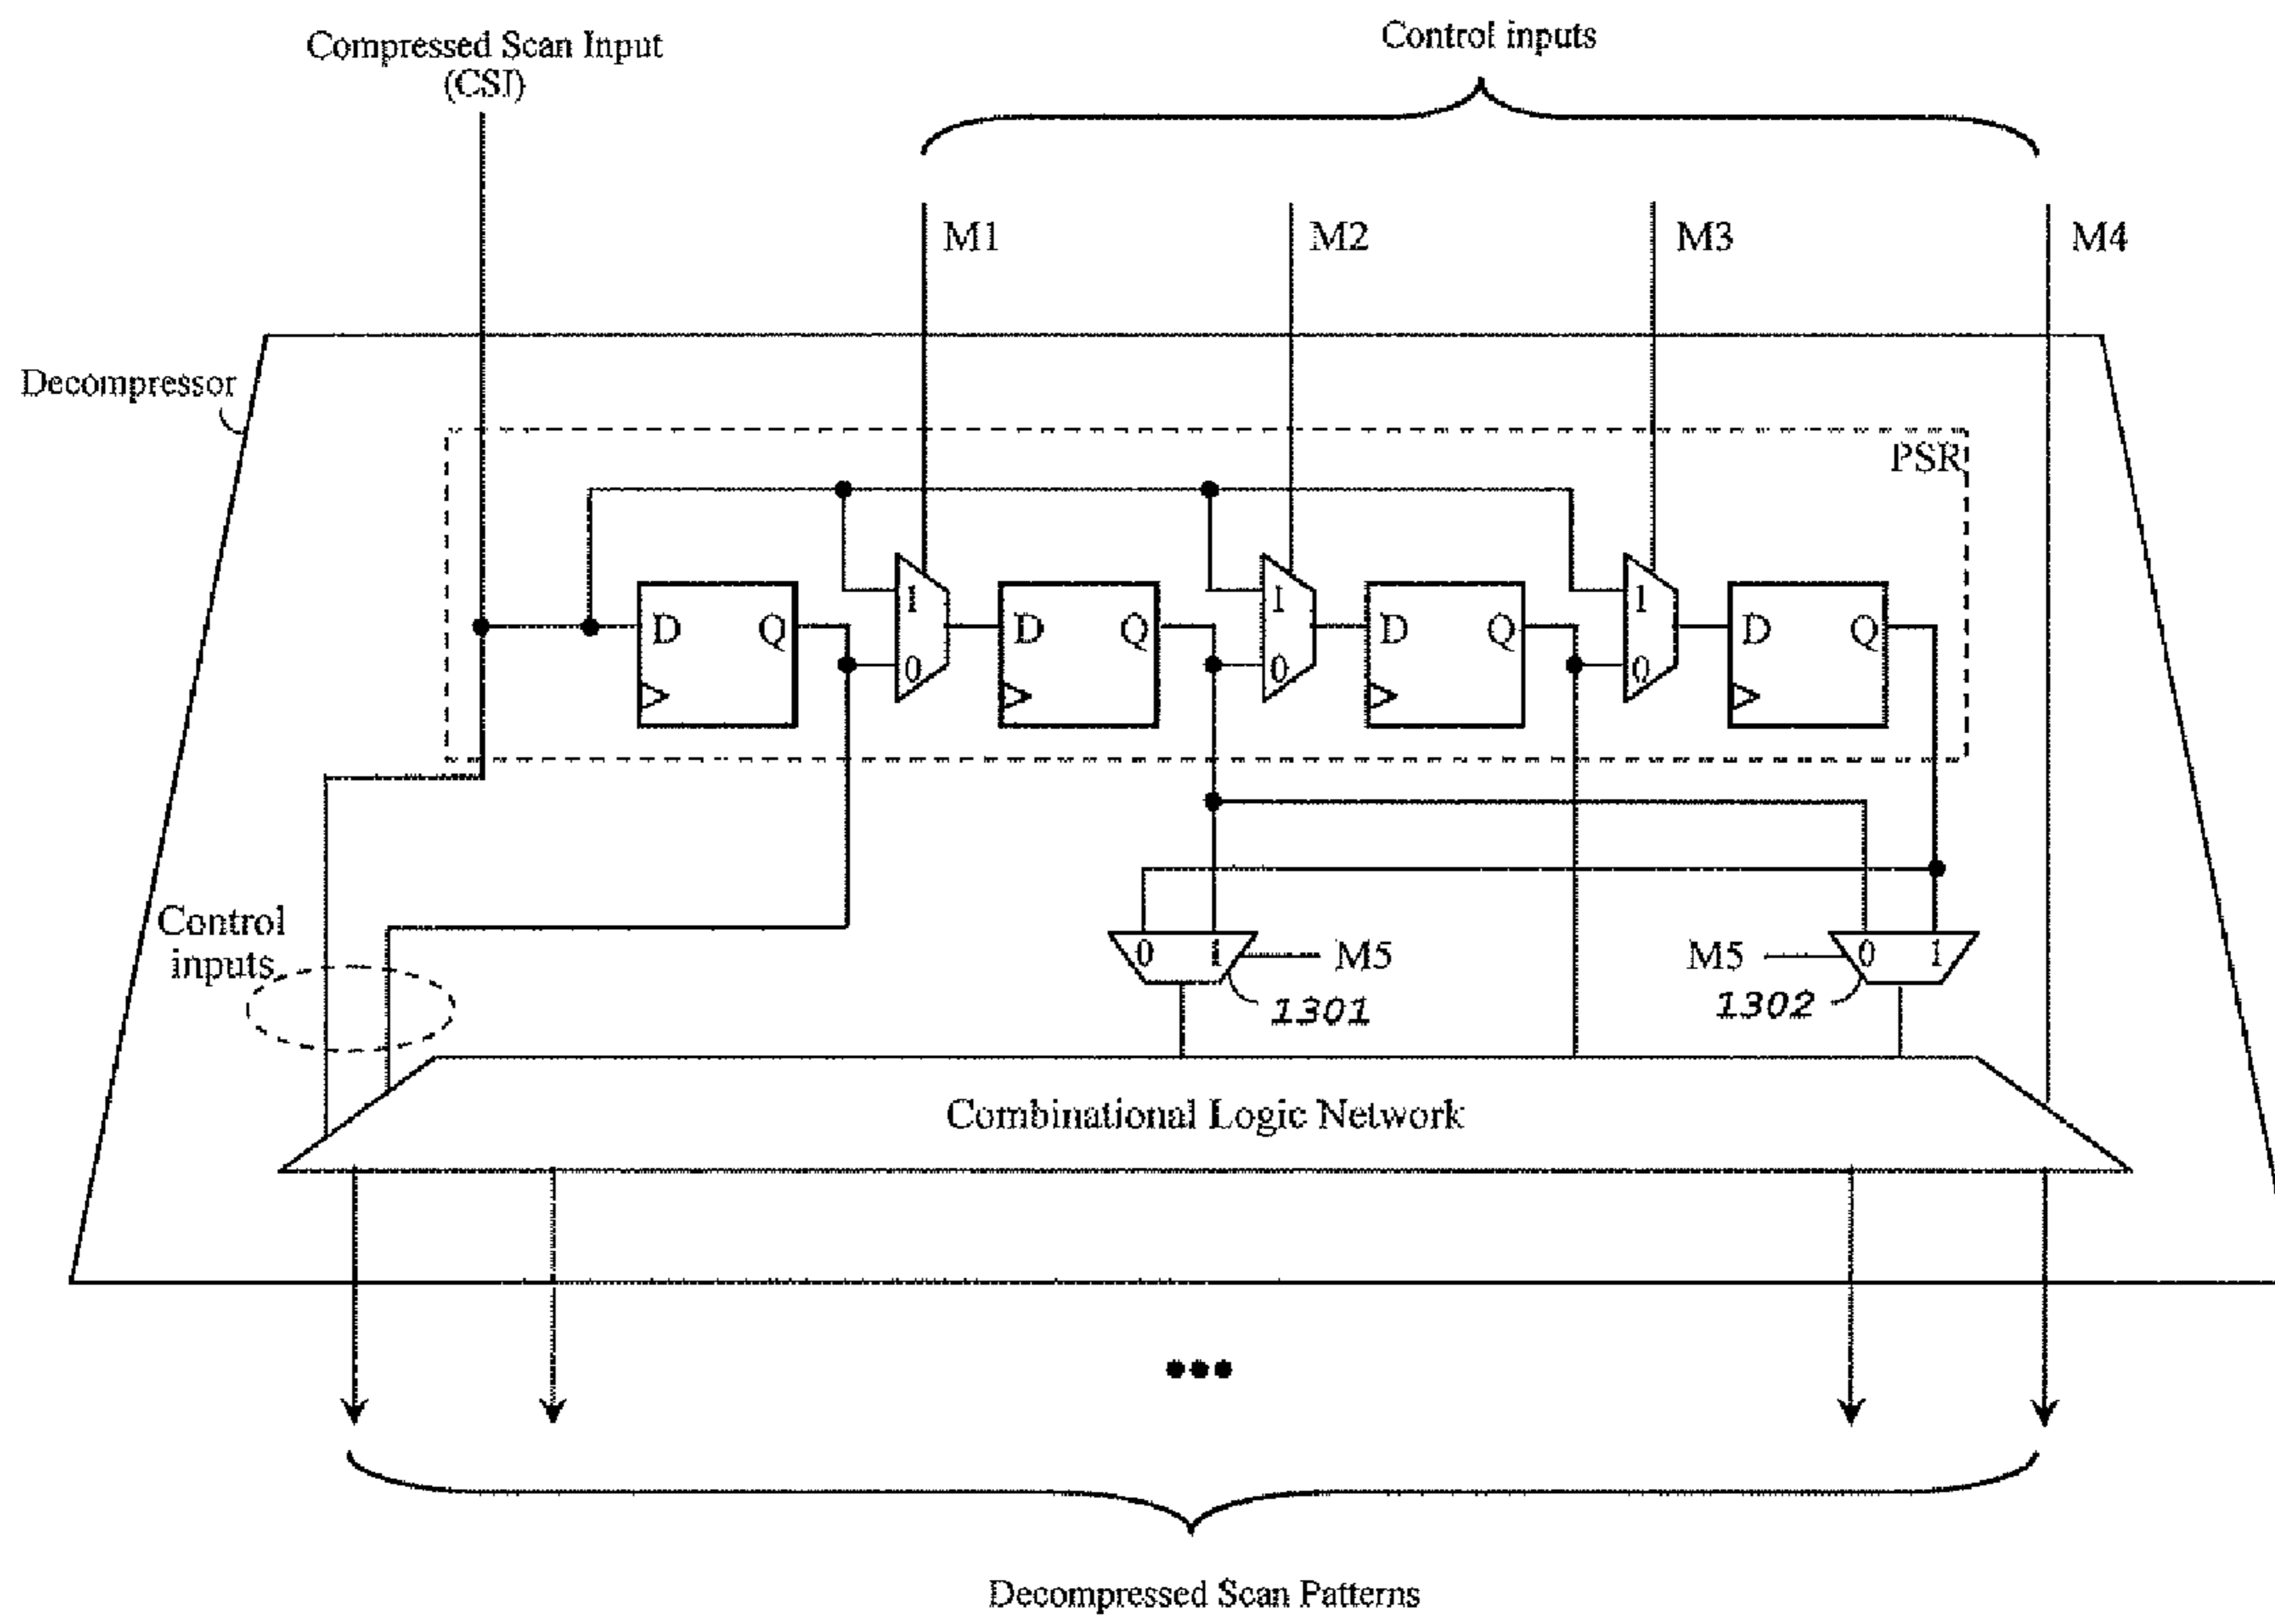 Compressed Scan Input
(CSI)
Control inputs
M1
M2
M3
M4
Decompressor
PSR
1
1
1
D Q
D Q
D Q
D Q
0
0
0
Control
inputs
0 1
M5
M5
0 1
1301
1302
Combinational Logic Network
Decompressed Scan Patterns